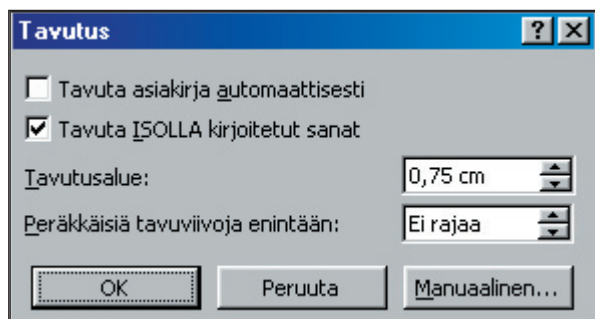 Tavutus
Tavuta asiakirja automaattisesti
Tavuta ISOLLA kirjoitetut sanat
Tavutusalue: 0,75 cm
Peräkkäisiä tavuviivoja enintään: Ei rajaa
OK Peruuta Manuaalinen...